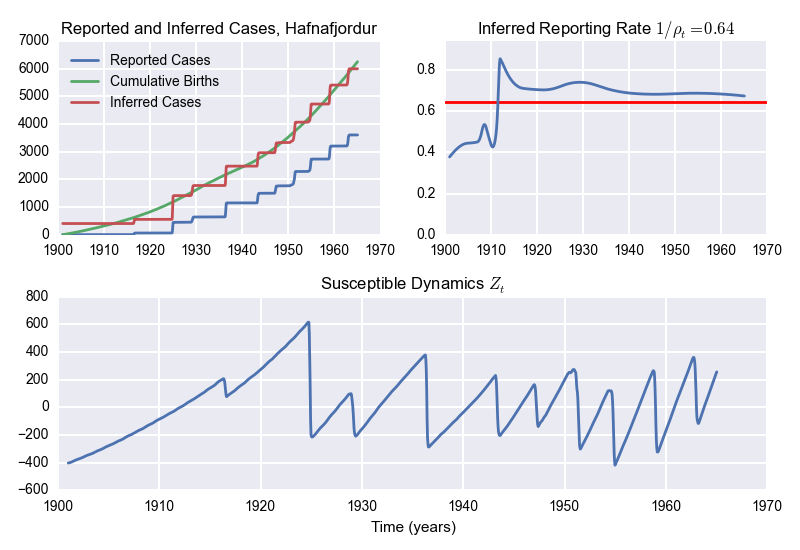 Reported and Inferred Cases, Hafnafjordur
7000
6000
5000
4000
3000
2000
1000
0
Reported Cases
Cumulative Births
Inferred Cases
1900 1910 1920 1930 1940 1950 1960 1970
Inferred Reporting Rate 1/ρt = 0.64
0.8
0.6
0.4
0.2
0.0
1900 1910 1920 1930 1940 1950 1960 1970
Susceptible Dynamics Zt
800
600
400
200
0
−200
−400
−600
1900 1910 1920 1930 1940 1950 1960 1970
Time (years)